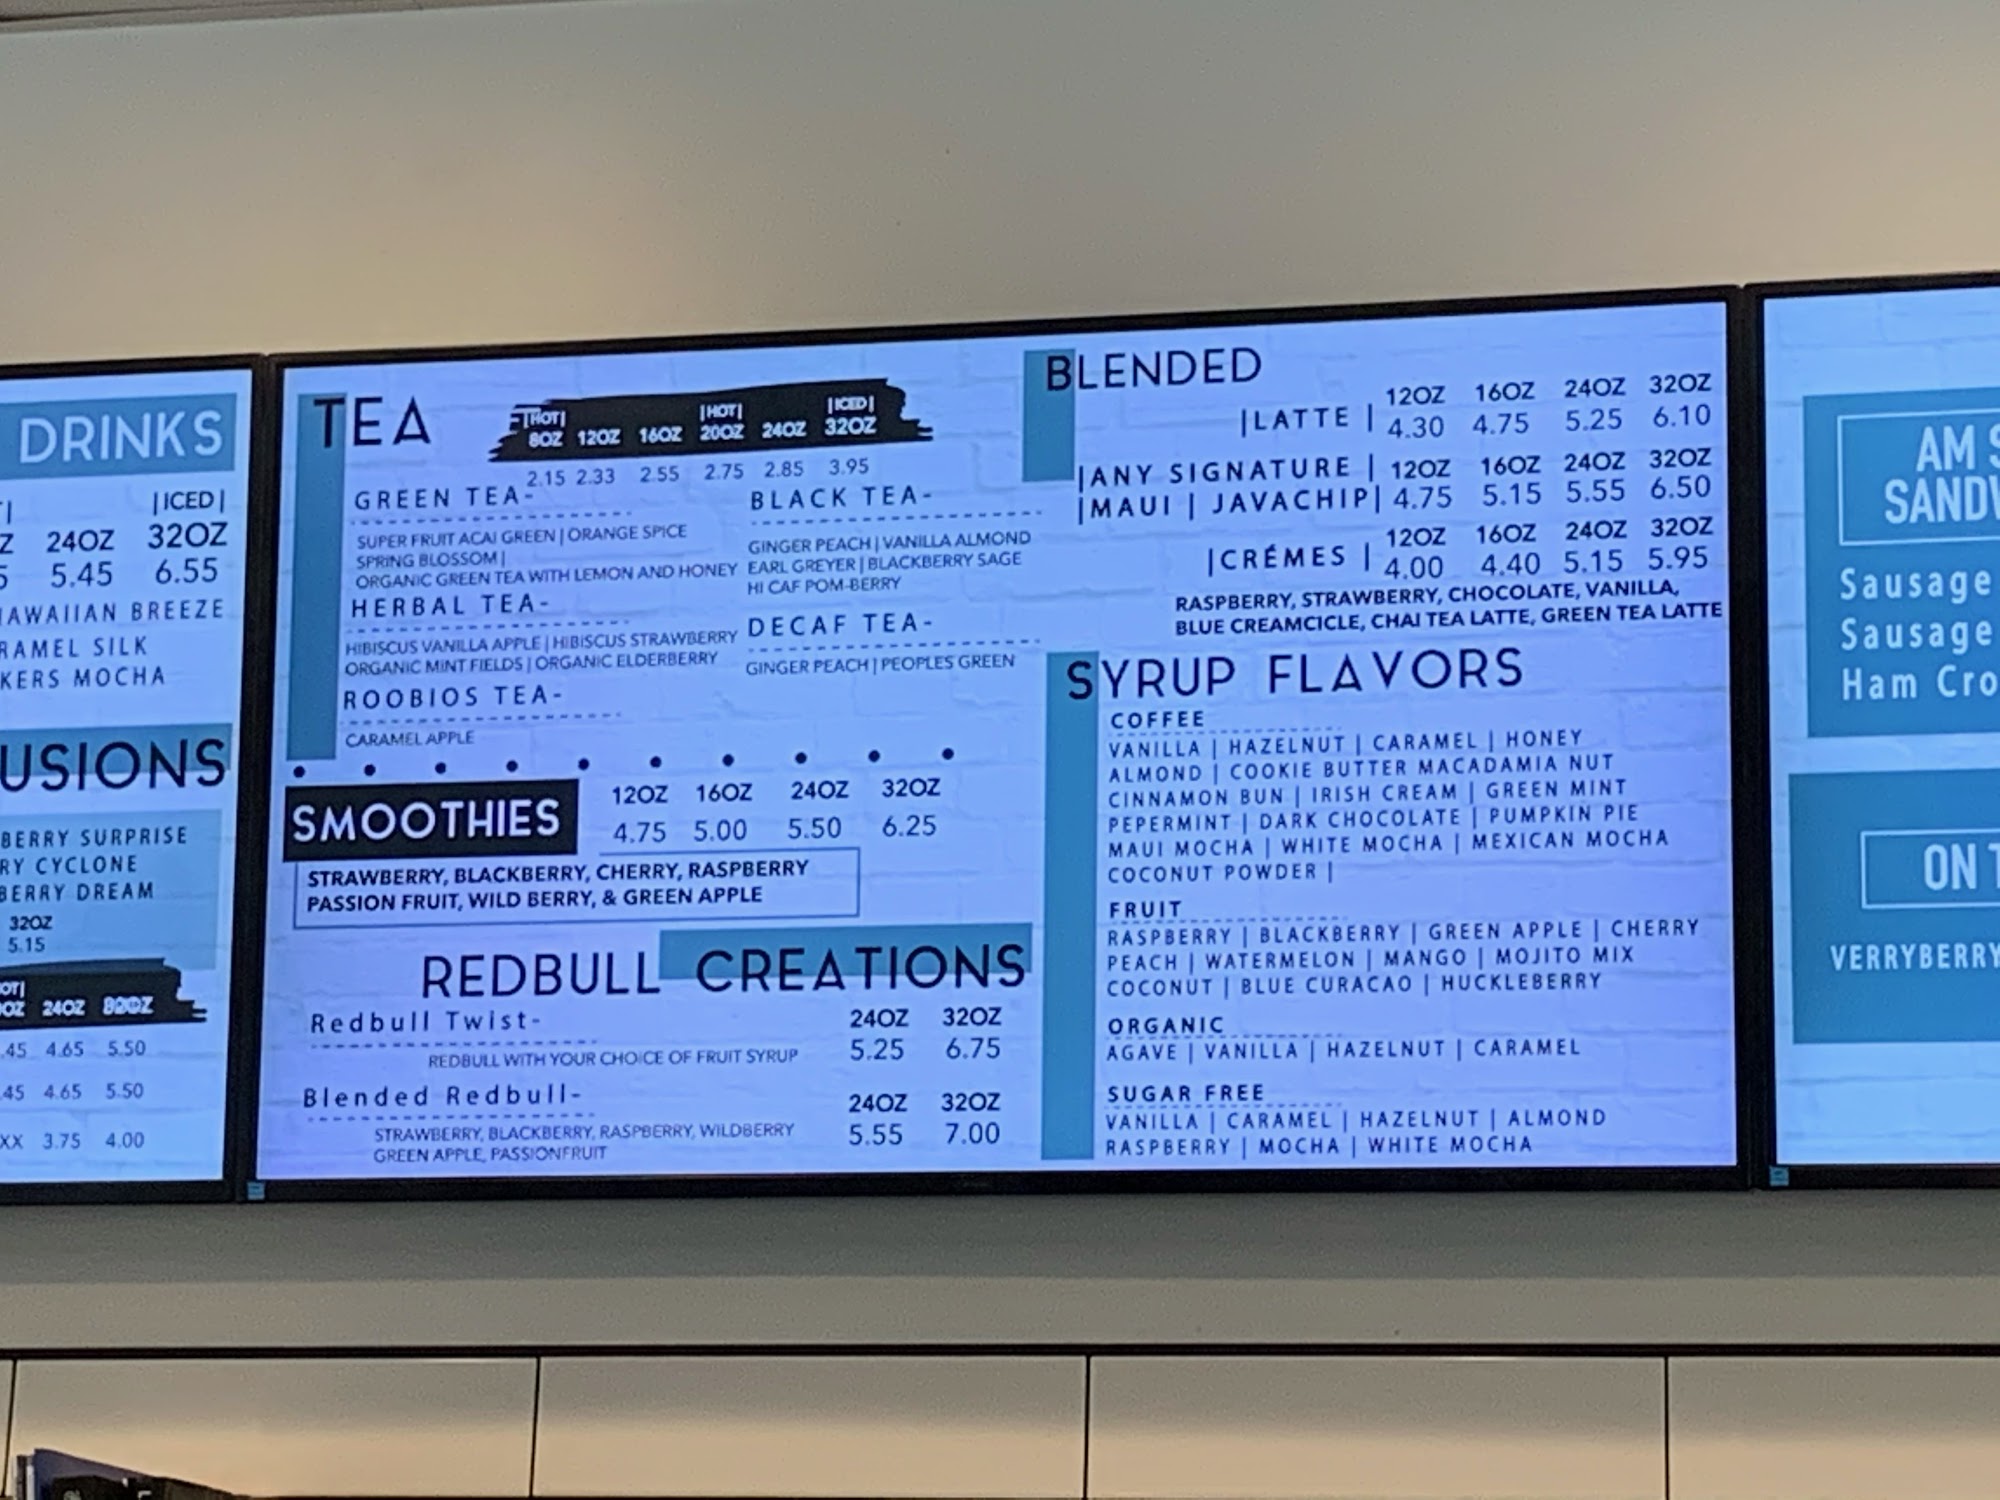 DRINKS
|ICED|
24OZ 32OZ
5.45 6.55
HAWAIIAN BREEZE
SILK
MOCHA
BERRY SURPRISE
CYCLONE
BERRY DREAM
32OZ
5.15
24OZ
.45 4.65 5.50
.45 4.65 5.50
XX 3.75 4.00
TEA
|HOT| |HOT| |ICED|
8OZ 12OZ 16OZ 20OZ 24OZ 32OZ
2.15 2.33 2.55 2.75 2.85 3.95
GREEN TEA-
SUPER FRUIT ACAI GREEN | ORANGE SPICE
SPRING BLOSSOM |
ORGANIC GREEN TEA WITH LEMON AND HONEY
HERBAL TEA-
HIBISCUS VANILLA APPLE | HIBISCUS STRAWBERRY
ORGANIC MINT FIELDS | ORGANIC ELDERBERRY
ROOBIOS TEA-
CARAMEL APPLE
BLACK TEA-
GINGER PEACH | VANILLA ALMOND
EARL GREYER | BLACKBERRY SAGE
HI CAF POM-BERRY
DECAF TEA-
GINGER PEACH | PEOPLES GREEN
SMOOTHIES
12OZ 16OZ 24OZ 32OZ
4.75 5.00 5.50 6.25
STRAWBERRY, BLACKBERRY, CHERRY, RASPBERRY
PASSION FRUIT, WILD BERRY, & GREEN APPLE
REDBULL CREATIONS
Redbull Twist- 24OZ 32OZ
REDBULL WITH YOUR CHOICE OF FRUIT SYRUP 5.25 6.75
Blended Redbull- 24OZ 32OZ
STRAWBERRY, BLACKBERRY, RASPBERRY, WILDBERRY 5.55 7.00
GREEN APPLE, PASSIONFRUIT
BLENDED
12OZ 16OZ 24OZ 32OZ
|LATTE | 4.30 4.75 5.25 6.10
|ANY SIGNATURE | 12OZ 16OZ 24OZ 32OZ
|MAUI | JAVACHIP| 4.75 5.15 5.55 6.50
12OZ 16OZ 24OZ 32OZ
|CRÉMES | 4.00 4.40 5.15 5.95
RASPBERRY, STRAWBERRY, CHOCOLATE, VANILLA,
BLUE CREAMCICLE, CHAI TEA LATTE, GREEN TEA LATTE
SYRUP FLAVORS
COFFEE
VANILLA | HAZELNUT | CARAMEL | HONEY
ALMOND | COOKIE BUTTER MACADAMIA NUT
CINNAMON BUN | IRISH CREAM | GREEN MINT
PEPERMINT | DARK CHOCOLATE | PUMPKIN PIE
MAUI MOCHA | WHITE MOCHA | MEXICAN MOCHA
COCONUT POWDER |
FRUIT
RASPBERRY | BLACKBERRY | GREEN APPLE | CHERRY
PEACH | WATERMELON | MANGO | MOJITO MIX
COCONUT | BLUE CURACAO | HUCKLEBERRY
ORGANIC
AGAVE | VANILLA | HAZELNUT | CARAMEL
SUGAR FREE
VANILLA | CARAMEL | HAZELNUT | ALMOND
RASPBERRY | MOCHA | WHITE MOCHA
AM
Sausage
Sausage
Ham
ON
VERRYBERRY